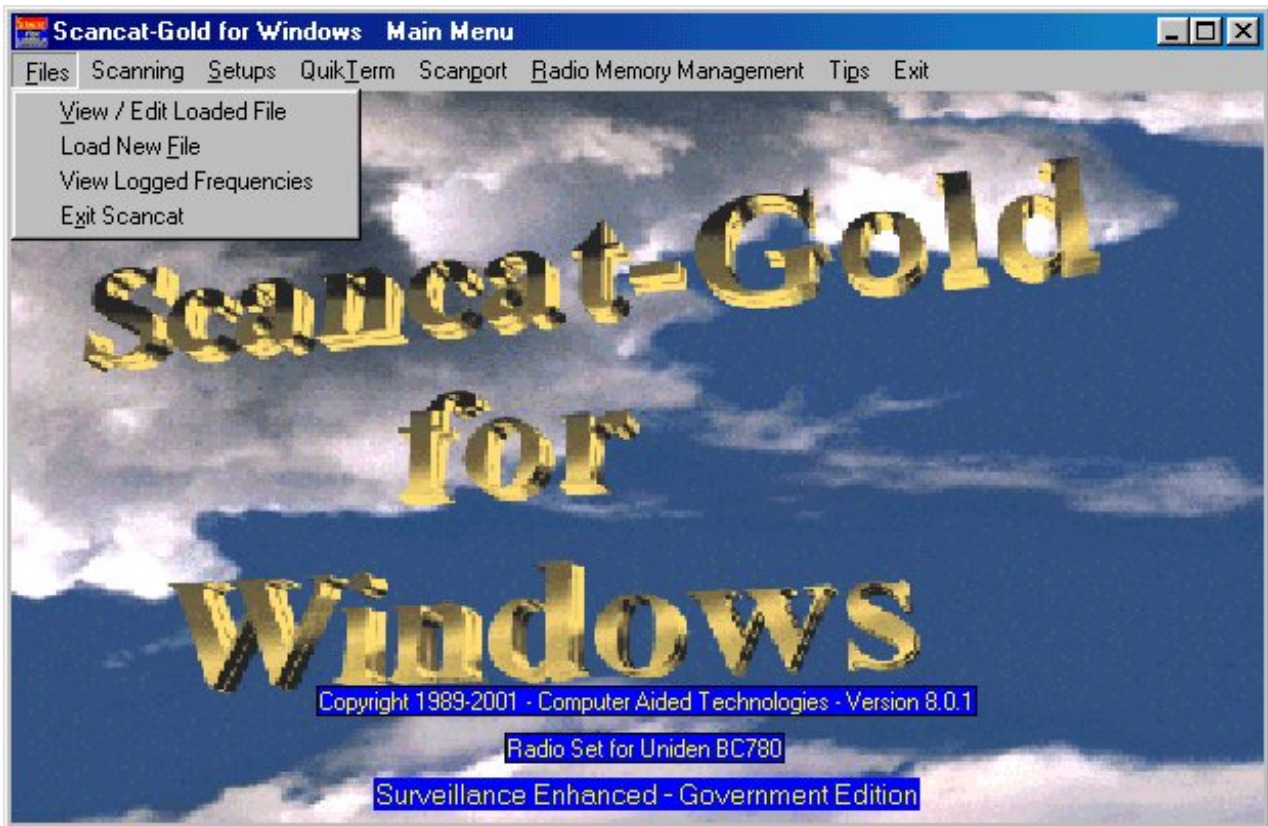 Scancat-Gold for Windows Main Menu
Files Scanning Setups QuikTerm Scanport Radio Memory Management Tips Exit
View / Edit Loaded File
Load New File
View Logged Frequencies
Exit Scancat
Scancat-Gold
for
Windows
Copyright 1989-2001 - Computer Aided Technologies - Version 8.0.1
Radio Set for Uniden BC780
Surveillance Enhanced - Government Edition